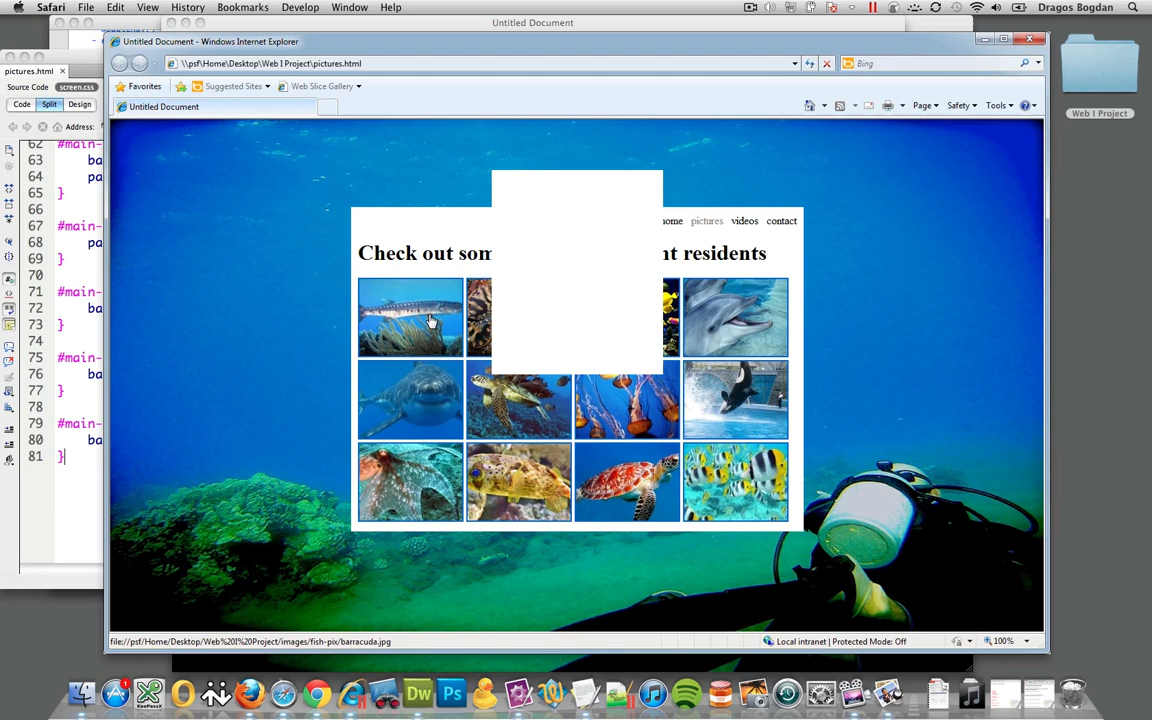 Safari File Edit View History Bookmarks Develop Window Help Dragos Bogdan
Untitled Document
Untitled Document - Windows Internet Explorer
\\psf\Home\Desktop\Web I Project\pictures.html
Bing
Favorites Suggested Sites Web Slice Gallery
Untitled Document
Page Safety Tools
pictures.html
Source Code screen.css
Code Split Design
Address:
62 #main-
63 ba
64 pa
65 }
66
67 #main-
68 pa
69 }
70
71 #main-
72 ba
73 }
74
75 #main-
76 ba
77 }
78
79 #main-
80 ba
81 }
home pictures videos contact
Check out som nt residents
file://psf/Home/Desktop/Web%20I%20Project/images/fish-pix/barracuda.jpg
Local intranet | Protected Mode: Off
100%
Web I Project
Dw
Ps